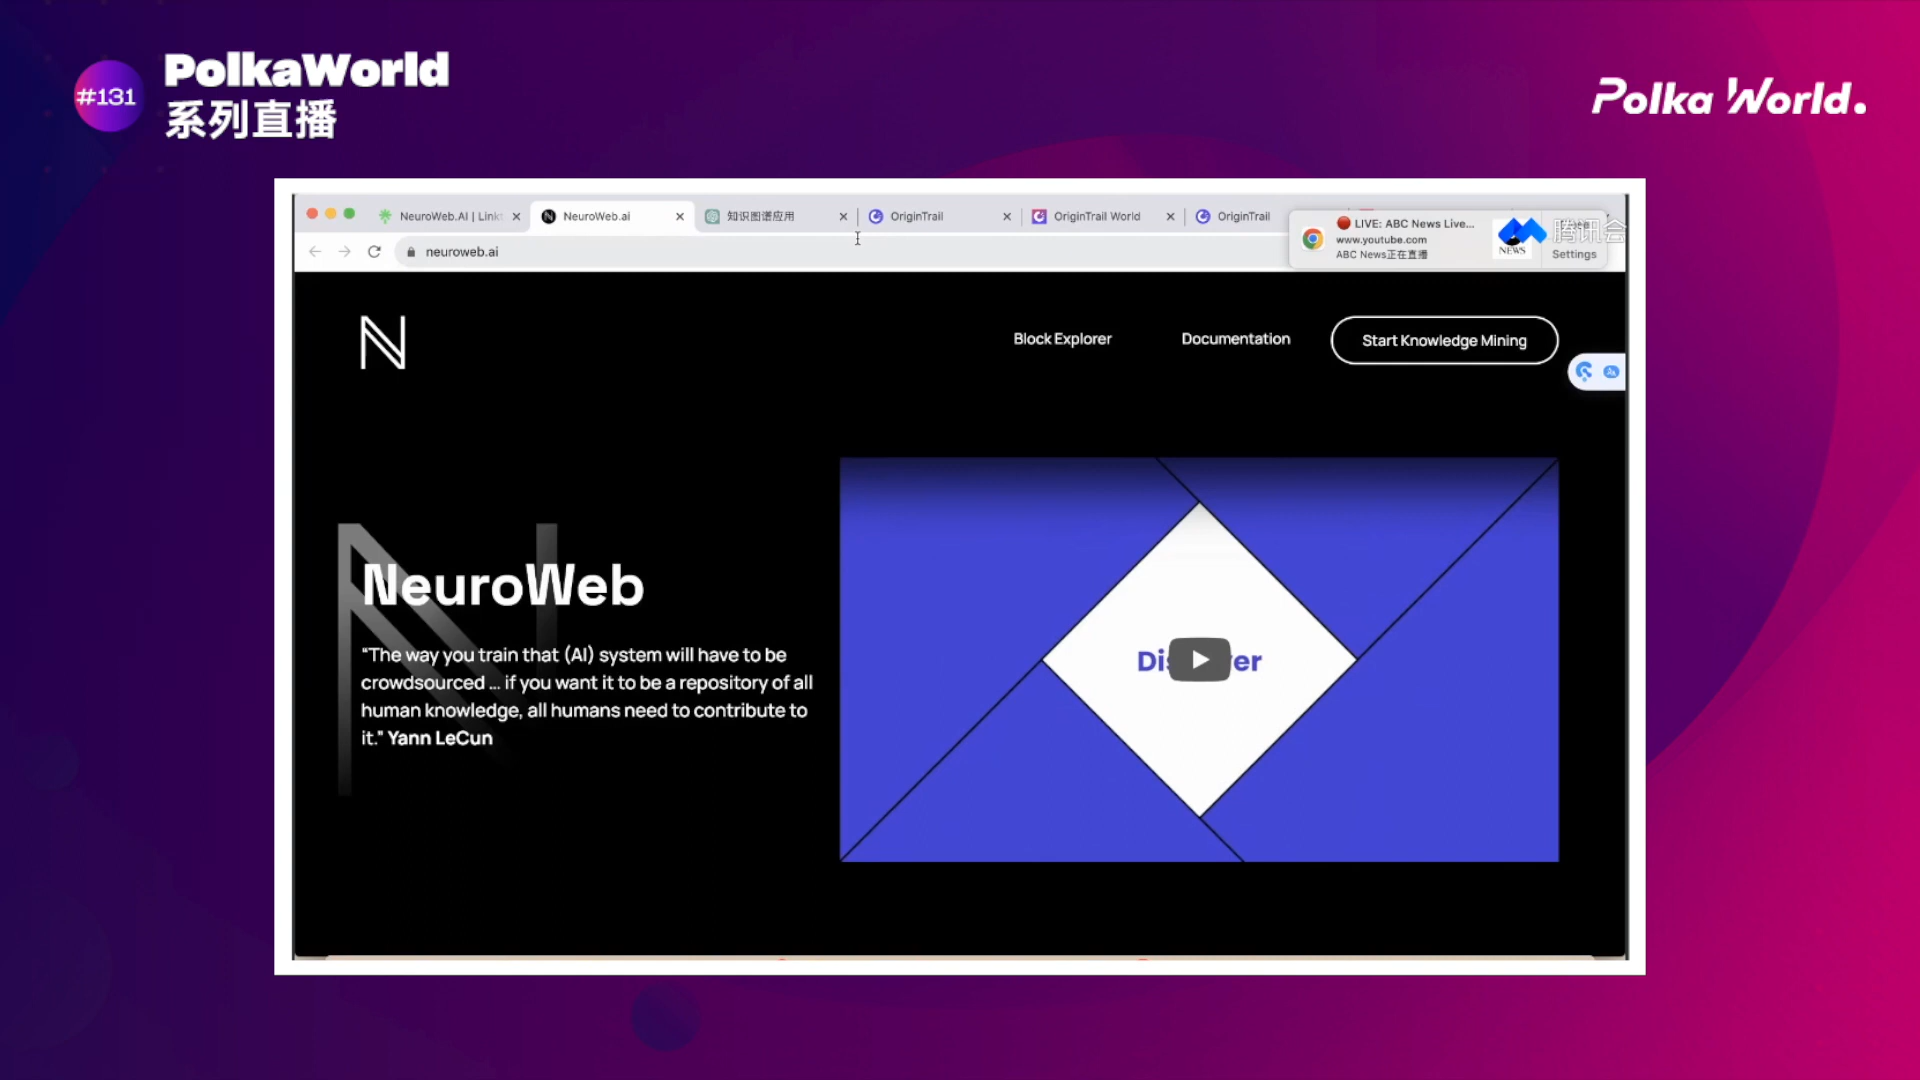 #131
PolkaWorld
系列直播
Polka World.
NeuroWeb.AI | Link
NeuroWeb.ai
知识图谱应用
OriginTrail
OriginTrail World
OriginTrail
neuroweb.ai
LIVE: ABC News Live...
www.youtube.com
ABC News正在直播
NEWS
腾讯会
Settings
Block Explorer
Documentation
Start Knowledge Mining
NeuroWeb
"The way you train that (AI) system will have to be
crowdsourced ... if you want it to be a repository of all
human knowledge, all humans need to contribute to
it." Yann LeCun